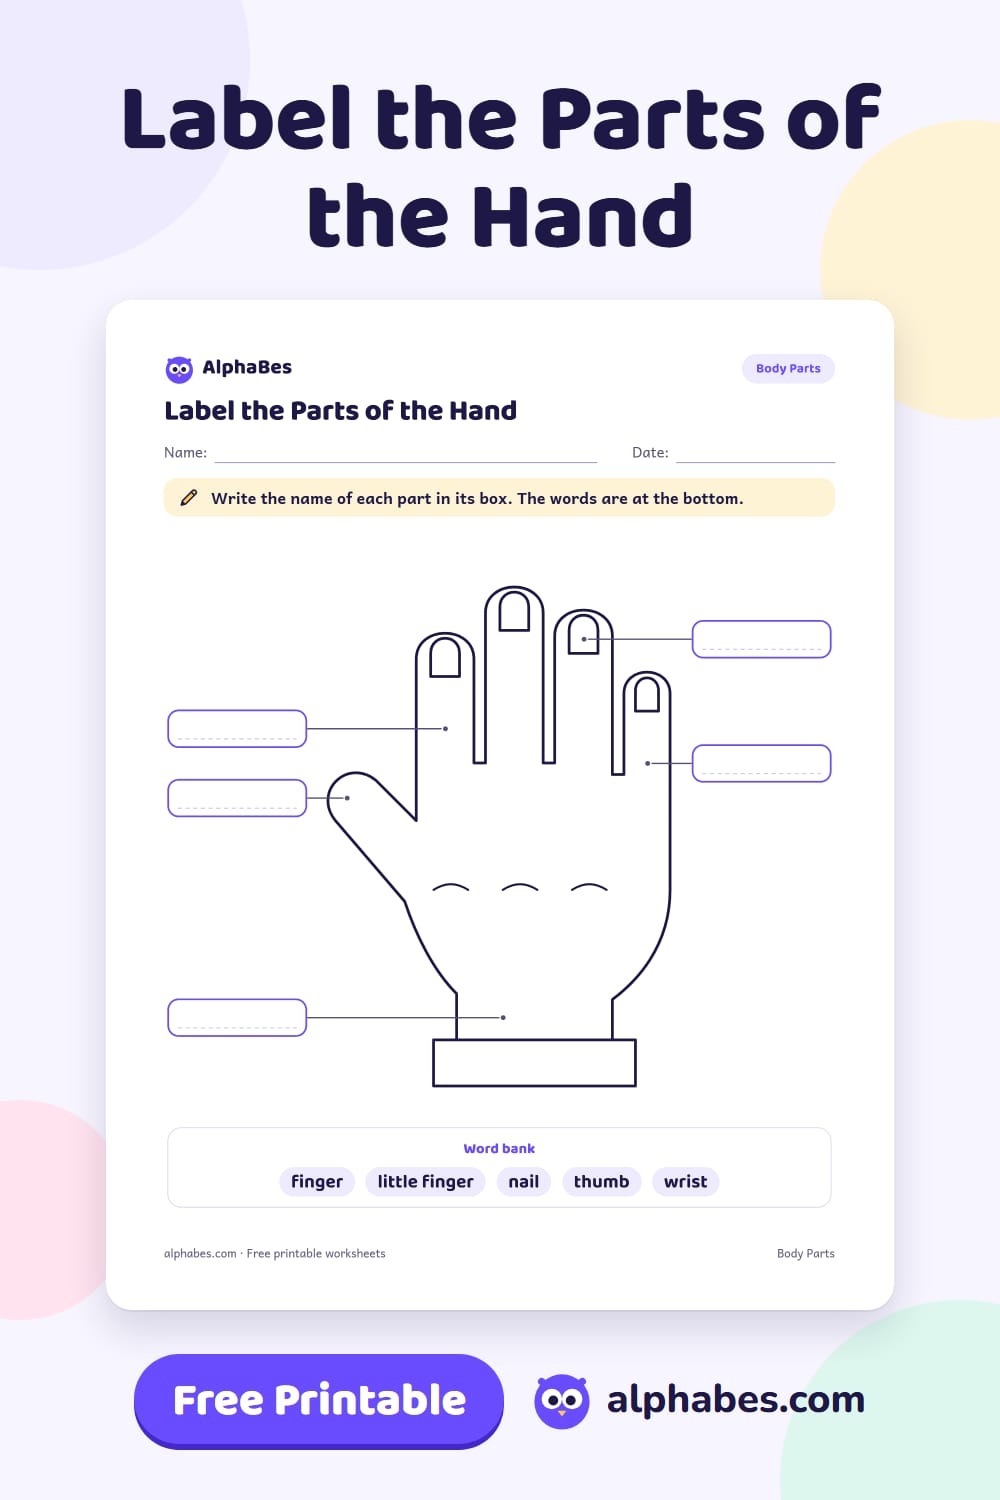 Label the Parts of
the Hand
AlphaBes
Body Parts
Label the Parts of the Hand
Name:
Date:
Write the name of each part in its box. The words are at the bottom.
Word bank
finger
little finger
nail
thumb
wrist
alphabes.com · Free printable worksheets
Body Parts
Free Printable
alphabes.com